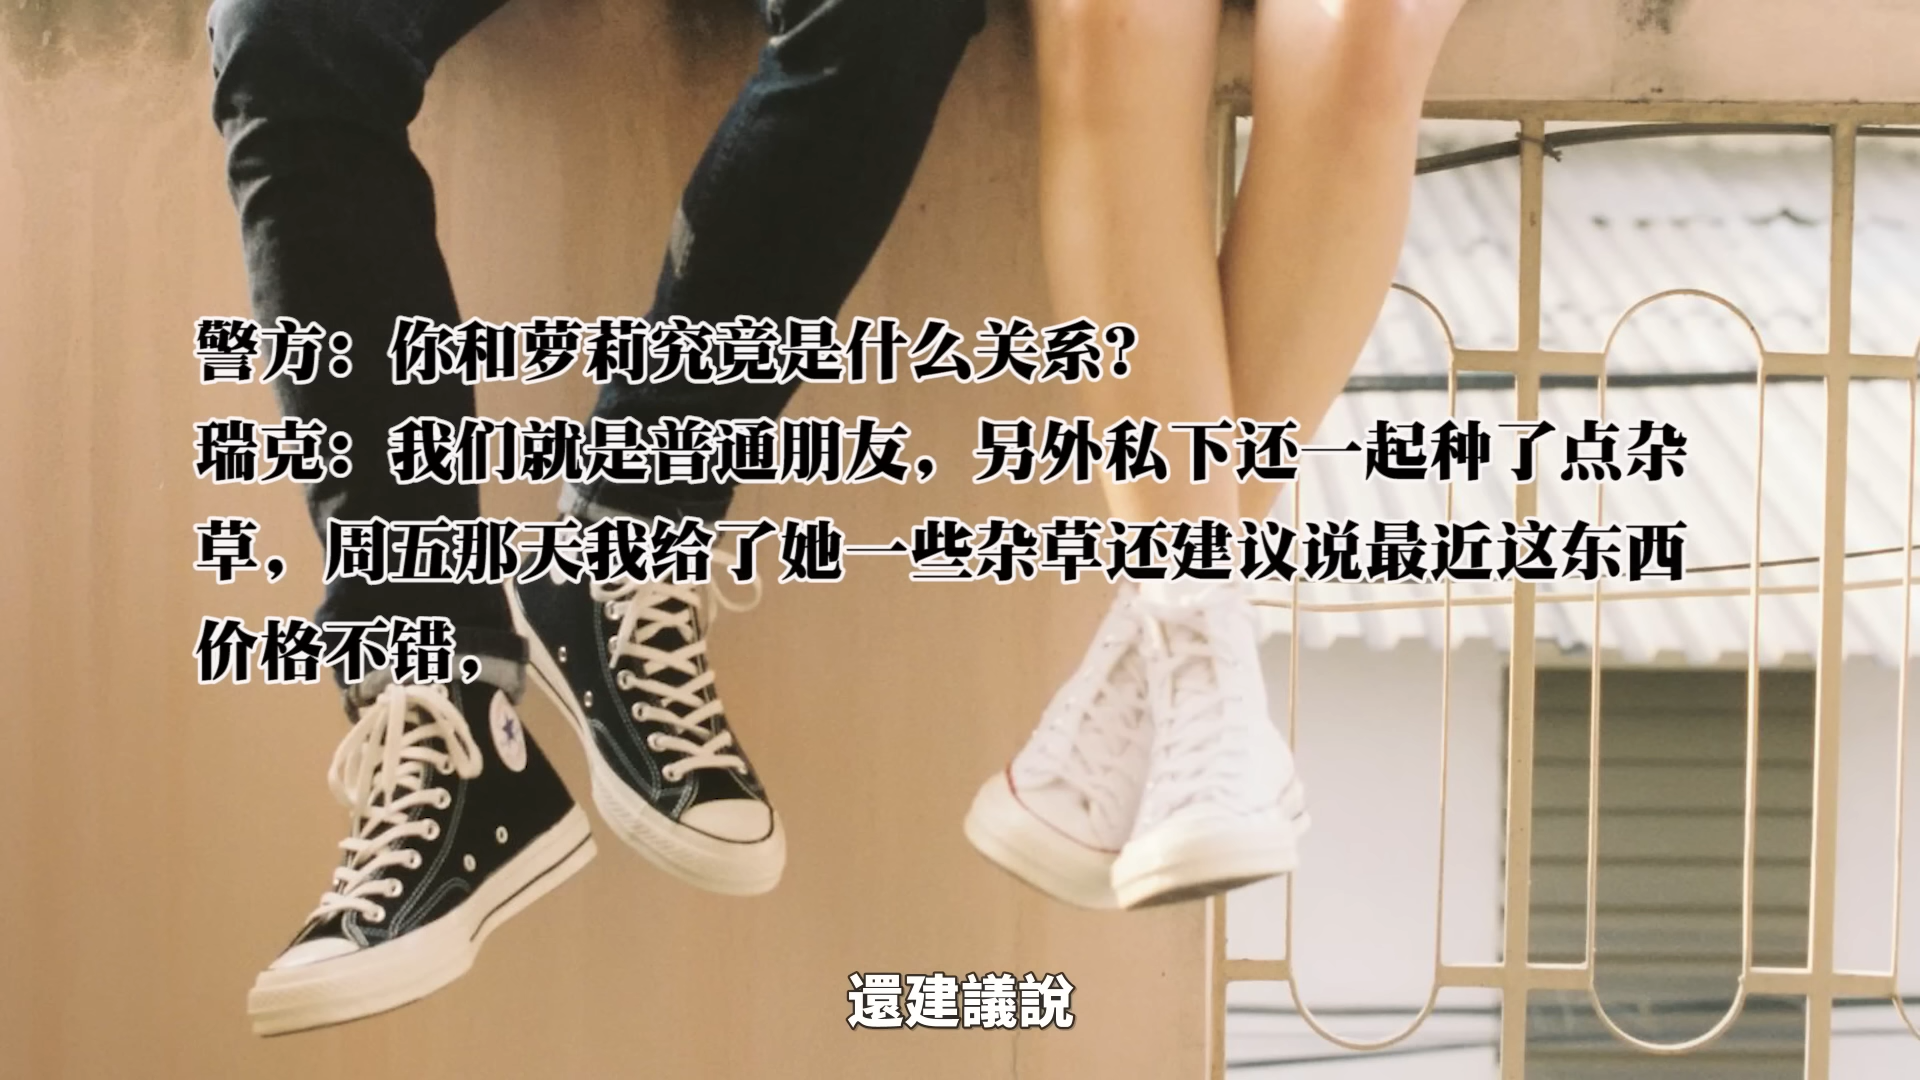 警方：你和萝莉究竟是什么关系？
瑞克：我们就是普通朋友，另外私下还一起种了点杂
草，周五那天我给了她一些杂草还建议说最近这东西
价格不错，
還建議說